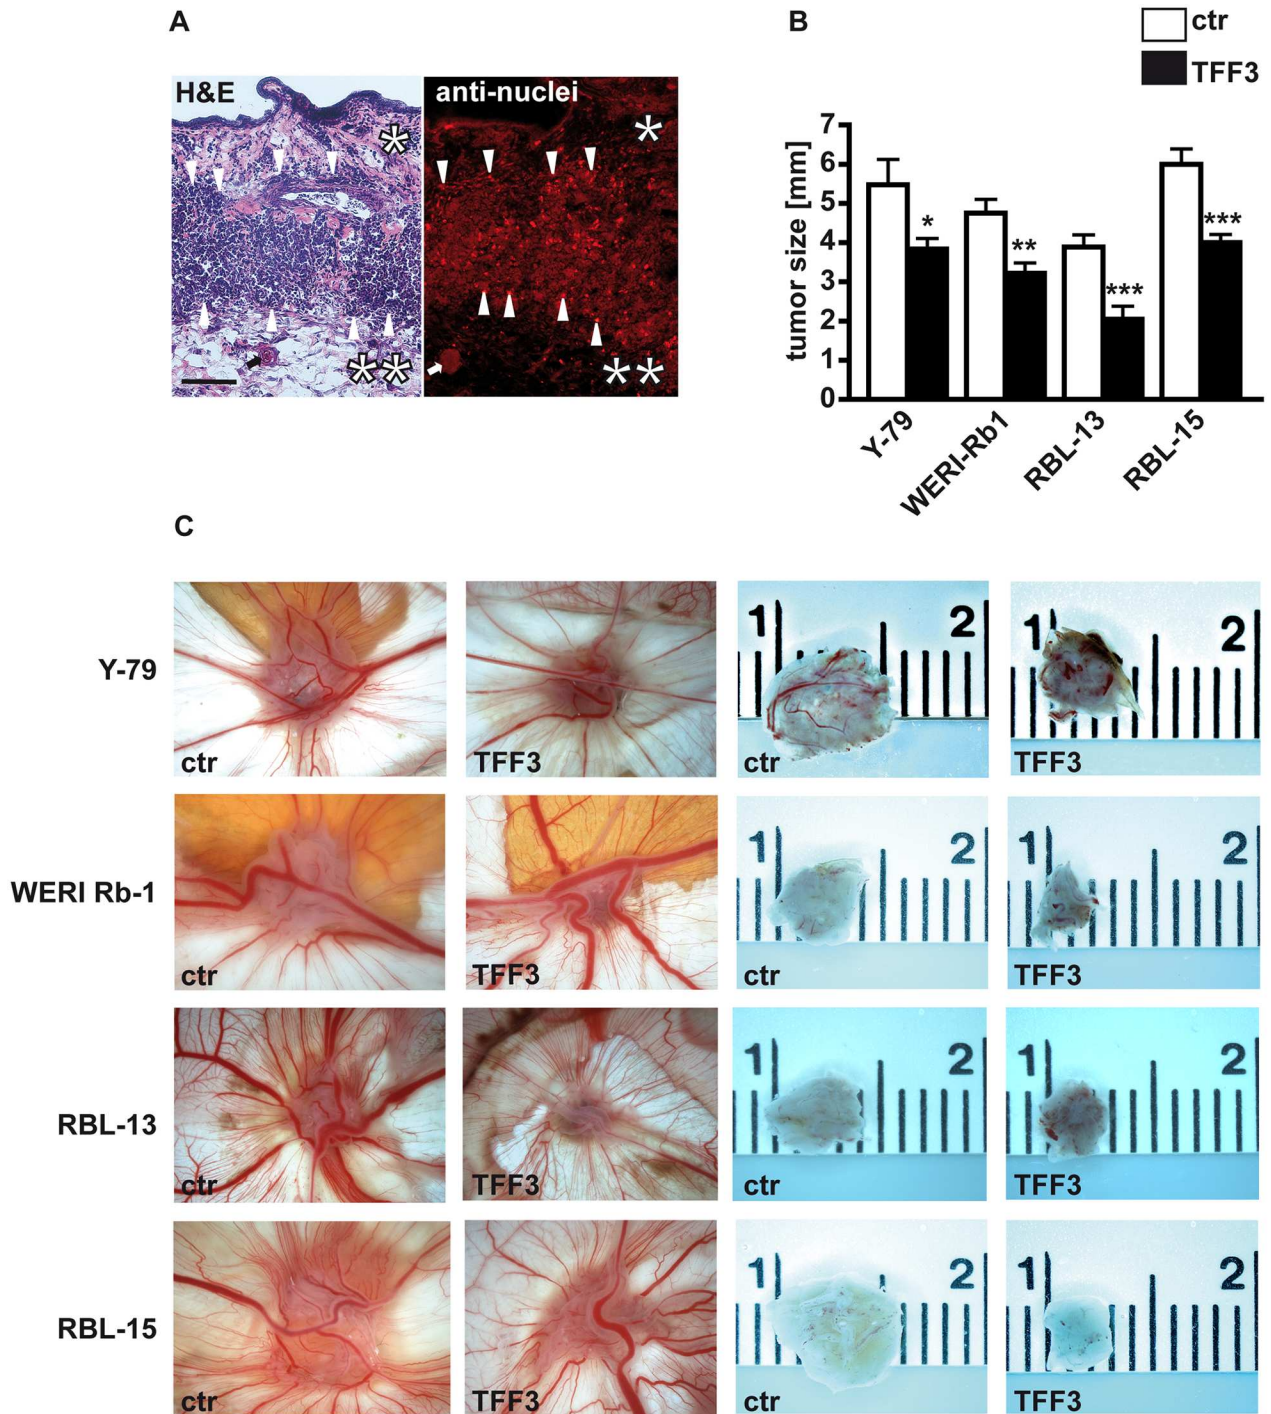 A
H&E
*
**
anti-nuclei
*
**
B
ctr
TFF3
tumor size [mm]
7
6
5
4
3
2
1
0
*
**
***
***
Y-79
WERI-Rb1
RBL-13
RBL-15
C
Y-79
ctr
TFF3
1 2
ctr
1 2
TFF3
WERI Rb-1
ctr
TFF3
1 2
ctr
1 2
TFF3
RBL-13
ctr
TFF3
1 2
ctr
1 2
TFF3
RBL-15
ctr
TFF3
1 2
ctr
1 2
TFF3